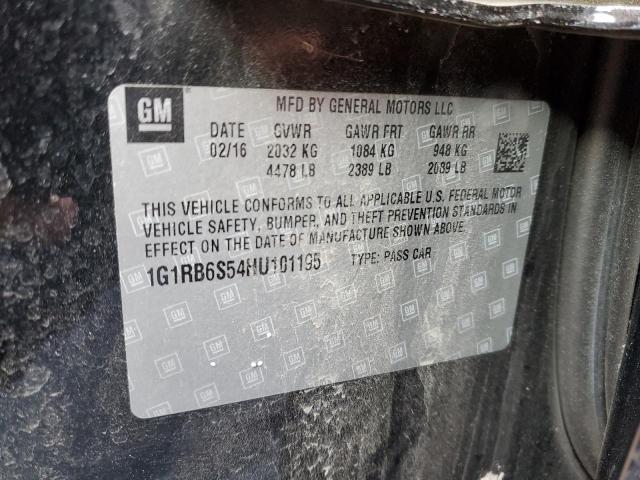 GM MFD BY GENERAL MOTORS LLC
DATE GVWR GAWR FRT GAWR RR
02/16 2032 KG 1084 KG 948 KG
4478 LB 2389 LB 2089 LB
THIS VEHICLE CONFORMS TO ALL APPLICABLE U.S. FEDERAL MOTOR
VEHICLE SAFETY, BUMPER, AND THEFT PREVENTION STANDARDS IN
EFFECT ON THE DATE OF MANUFACTURE SHOWN ABOVE.
1G1RB6S54HU101195 TYPE: PASS CAR